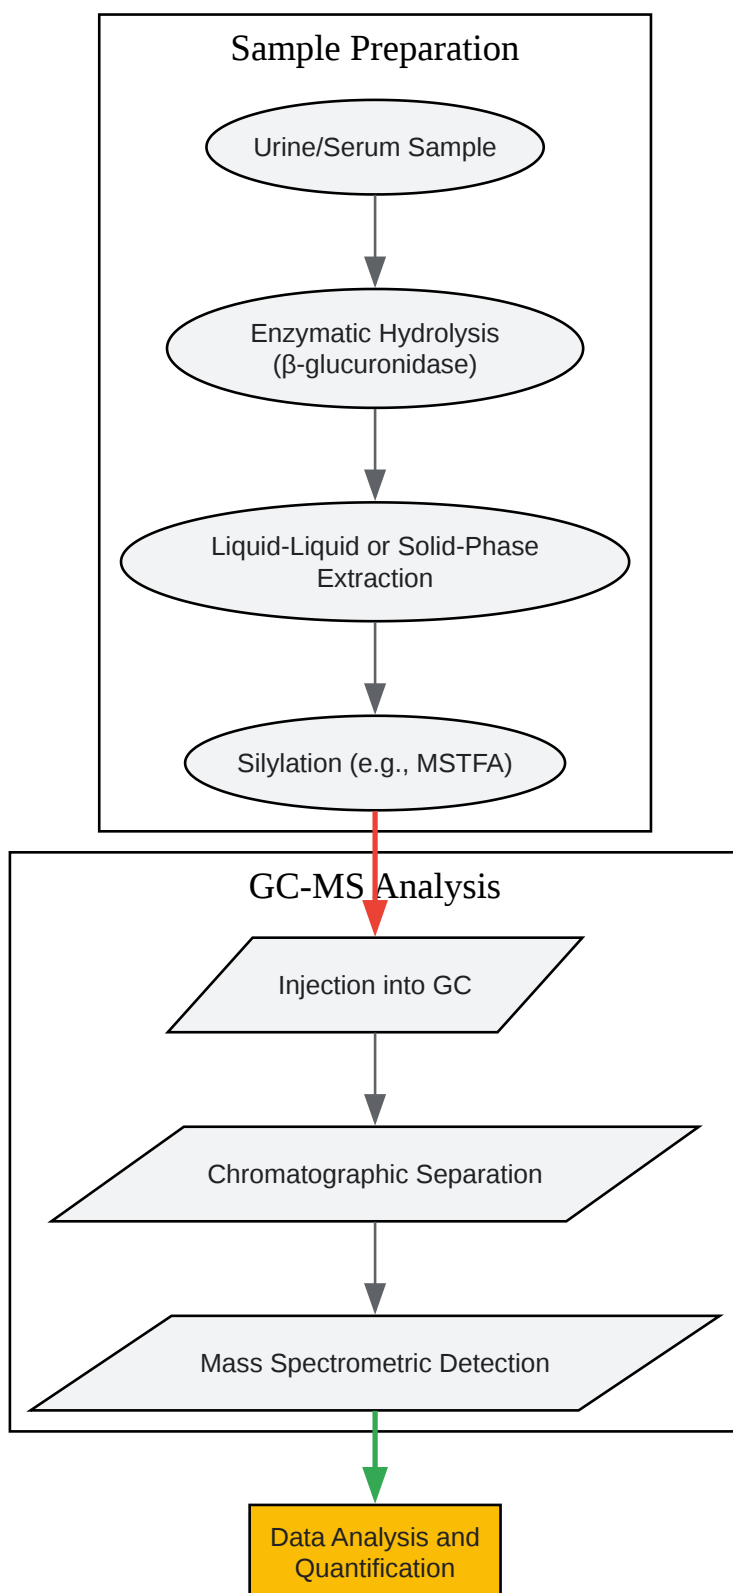 Sample Preparation
Urine/Serum Sample
Enzymatic Hydrolysis
(β-glucuronidase)
Liquid-Liquid or Solid-Phase
Extraction
Silylation (e.g., MSTFA)
GC-MS Analysis
Injection into GC
Chromatographic Separation
Mass Spectrometric Detection
Data Analysis and
Quantification